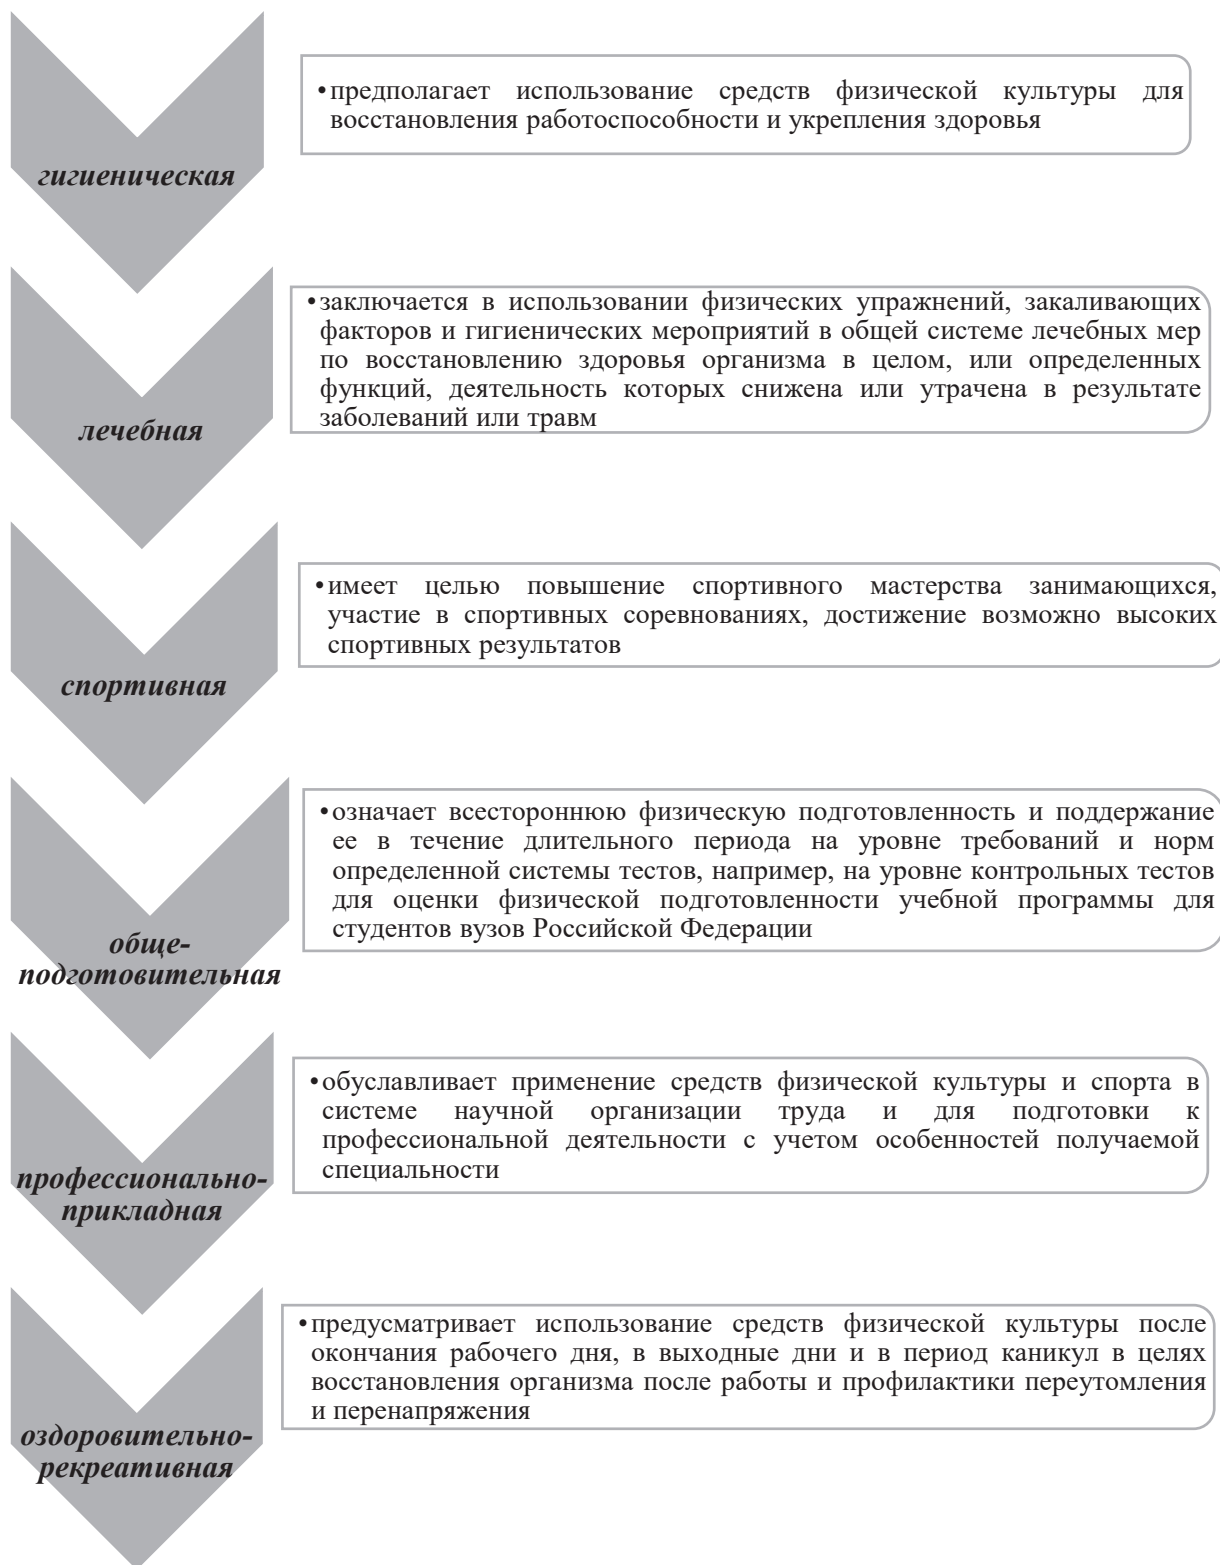 гигиеническая
•предполагает использование средств физической культуры для
восстановления работоспособности и укрепления здоровья
лечебная
•заключается в использовании физических упражнений, закаливающих
факторов и гигиенических мероприятий в общей системе лечебных мер
по восстановлению здоровья организма в целом, или определенных
функций, деятельность которых снижена или утрачена в результате
заболеваний или травм
спортивная
•имеет целью повышение спортивного мастерства занимающихся,
участие в спортивных соревнованиях, достижение возможно высоких
спортивных результатов
обще-
подготовительная
•означает всестороннюю физическую подготовленность и поддержание
ее в течение длительного периода на уровне требований и норм
определенной системы тестов, например, на уровне контрольных тестов
для оценки физической подготовленности учебной программы для
студентов вузов Российской Федерации
профессионально-
прикладная
•обуславливает применение средств физической культуры и спорта в
системе научной организации труда и для подготовки к
профессиональной деятельности с учетом особенностей получаемой
специальности
оздоровительно-
рекреативная
•предусматривает использование средств физической культуры после
окончания рабочего дня, в выходные дни и в период каникул в целях
восстановления организма после работы и профилактики переутомления
и перенапряжения